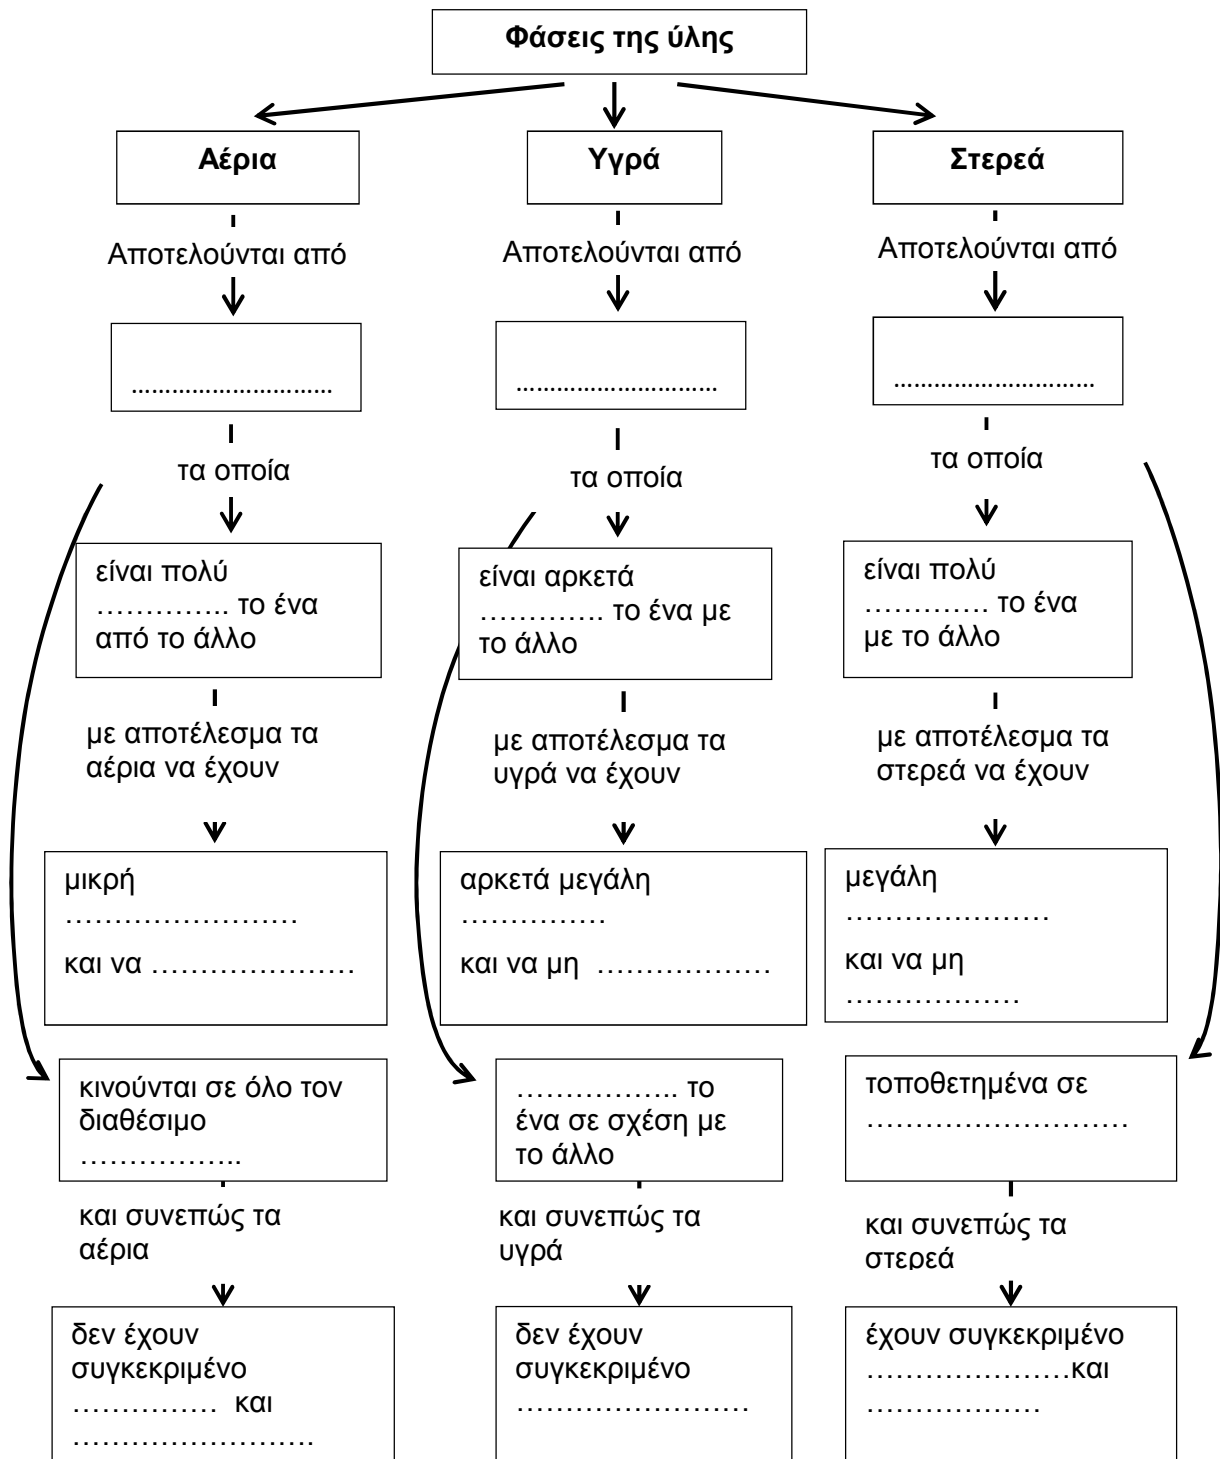 Φάσεις της ύλης
Αέρια
Υγρά
Στερεά
Αποτελούνται από
Αποτελούνται από
Αποτελούνται από
..............................
..............................
..............................
τα οποία
τα οποία
τα οποία
είναι πολύ
………….. το ένα
από το άλλο
είναι αρκετά
…………. το ένα με
το άλλο
είναι πολύ
…………. το ένα
με το άλλο
με αποτέλεσμα τα
αέρια να έχουν
με αποτέλεσμα τα
υγρά να έχουν
με αποτέλεσμα τα
στερεά να έχουν
μικρή
……………………
και να …………………
αρκετά μεγάλη
……………
και να μη ………………
μεγάλη
…………………
και να μη
………………
κινούνται σε όλο τον
διαθέσιμο
……………..
…………….. το
ένα σε σχέση με
το άλλο
τοποθετημένα σε
………………………
και συνεπώς τα
αέρια
και συνεπώς τα
υγρά
και συνεπώς τα
στερεά
δεν έχουν
συγκεκριμένο
…………… και
…………………….
δεν έχουν
συγκεκριμένο
……………………
έχουν συγκεκριμένο
…………………και
………………